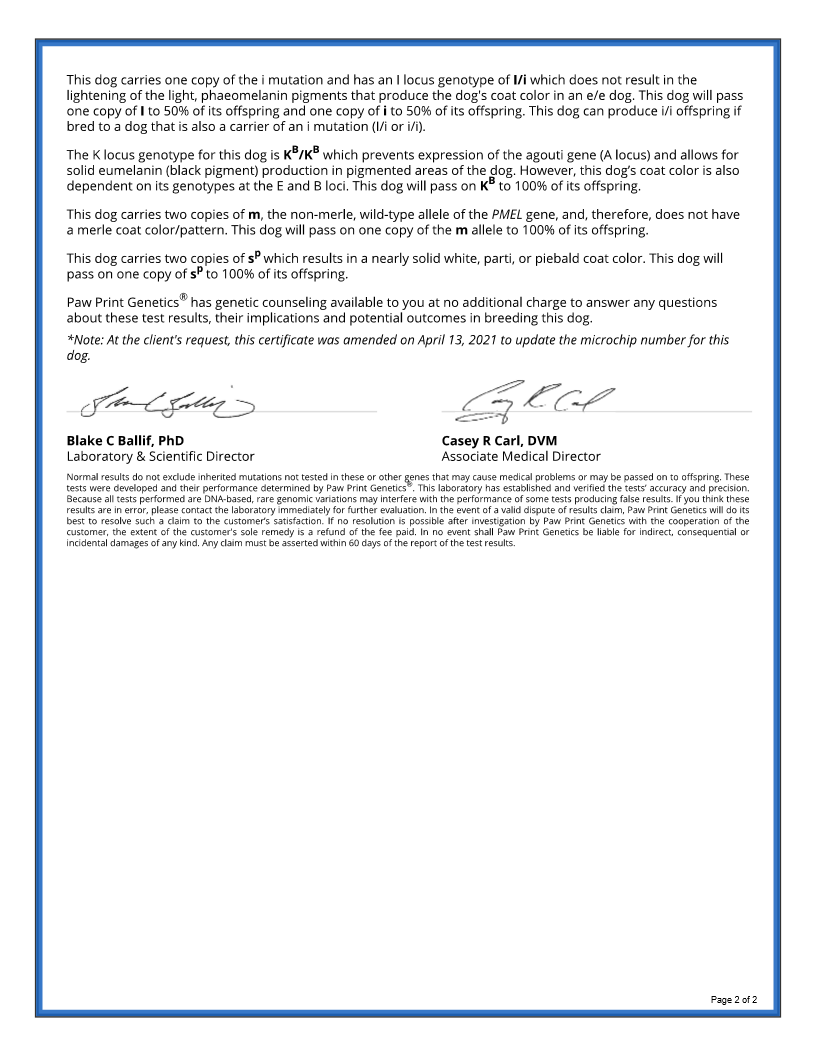 This dog carries one copy of the i mutation and has an I locus genotype of I/i which does not result in the
lightening of the light, phaeomelanin pigments that produce the dog's coat color in an e/e dog. This dog will pass
one copy of I to 50% of its offspring and one copy of i to 50% of its offspring. This dog can produce i/i offspring if
bred to a dog that is also a carrier of an i mutation (I/i or i/i).
The K locus genotype for this dog is K^B/K^B which prevents expression of the agouti gene (A locus) and allows for
solid eumelanin (black pigment) production in pigmented areas of the dog. However, this dog’s coat color is also
dependent on its genotypes at the E and B loci. This dog will pass on K^B to 100% of its offspring.
This dog carries two copies of m, the non-merle, wild-type allele of the PMEL gene, and, therefore, does not have
a merle coat color/pattern. This dog will pass on one copy of the m allele to 100% of its offspring.
This dog carries two copies of s^p which results in a nearly solid white, parti, or piebald coat color. This dog will
pass on one copy of s^p to 100% of its offspring.
Paw Print Genetics® has genetic counseling available to you at no additional charge to answer any questions
about these test results, their implications and potential outcomes in breeding this dog.
*Note: At the client's request, this certificate was amended on April 13, 2021 to update the microchip number for this
dog.
Blake C Ballif, PhD
Laboratory & Scientific Director
Casey R Carl, DVM
Associate Medical Director
Normal results do not exclude inherited mutations not tested in these or other genes that may cause medical problems or may be passed on to offspring. These
tests were developed and their performance determined by Paw Print Genetics®. This laboratory has established and verified the tests’ accuracy and precision.
Because all tests performed are DNA-based, rare genomic variations may interfere with the performance of some tests producing false results. If you think these
results are in error, please contact the laboratory immediately for further evaluation. In the event of a valid dispute of results claim, Paw Print Genetics will do its
best to resolve such a claim to the customer’s satisfaction. If no resolution is possible after investigation by Paw Print Genetics with the cooperation of the
customer, the extent of the customer's sole remedy is a refund of the fee paid. In no event shall Paw Print Genetics be liable for indirect, consequential or
incidental damages of any kind. Any claim must be asserted within 60 days of the report of the test results.
Page 2 of 2